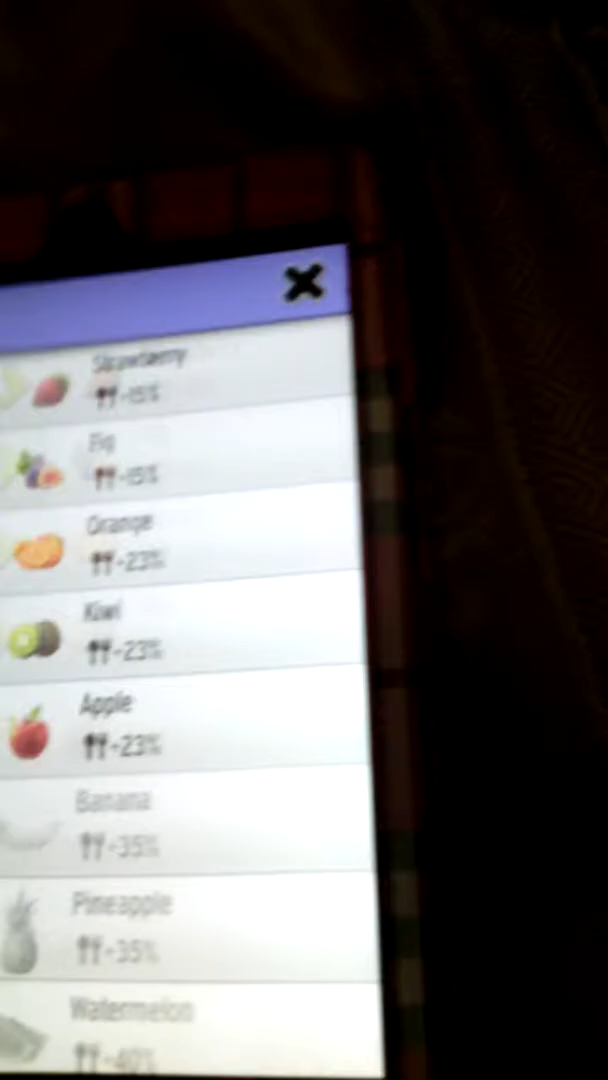 Strawberry
-15%
Fig
-15%
Orange
-23%
Kiwi
-23%
Apple
-23%
Banana
-35%
Pineapple
-35%
Watermelon
-40%